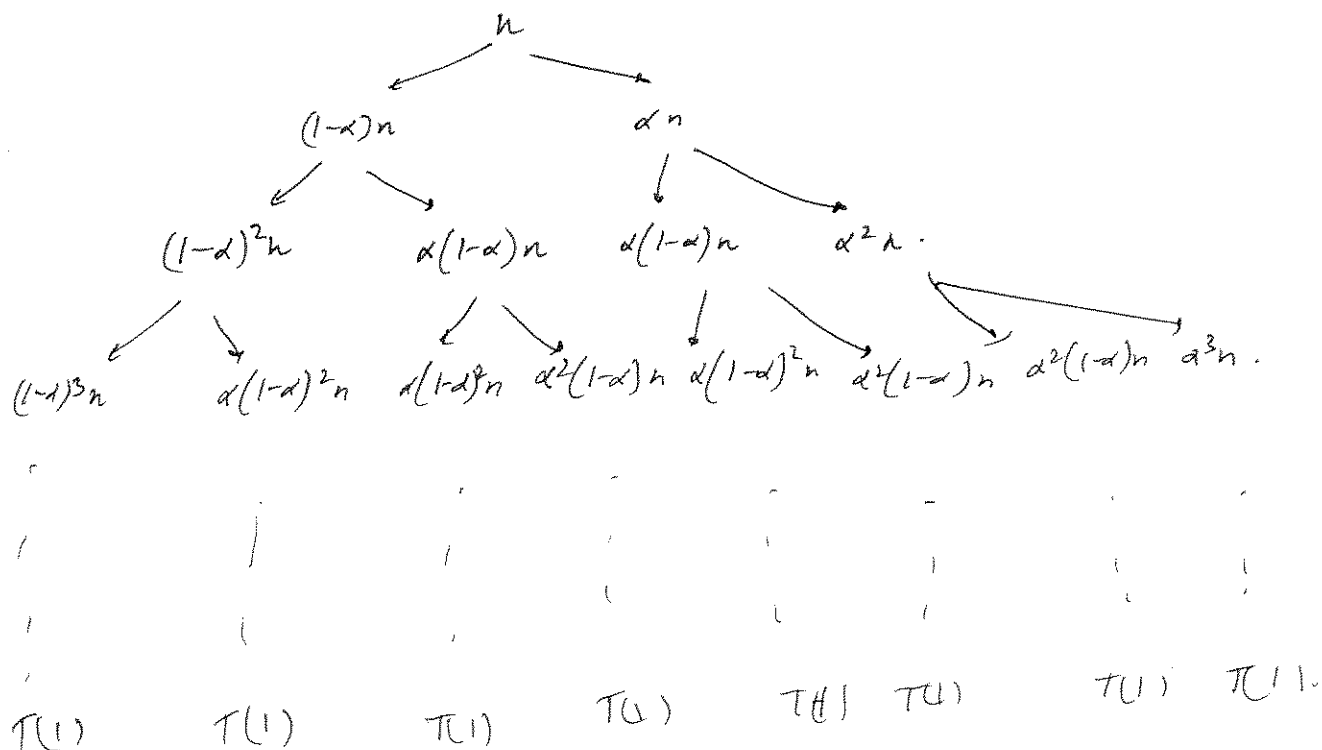 n
(1-α)n αn
(1-α)²n α(1-α)n α(1-α)n α²n.
(1-α)³n α(1-α)²n α(1-α)²n α²(1-α)n α(1-α)²n α²(1-α)n α²(1-α)n α³n.
T(1) T(1) T(1) T(1) T(1) T(1) T(1) T(1).